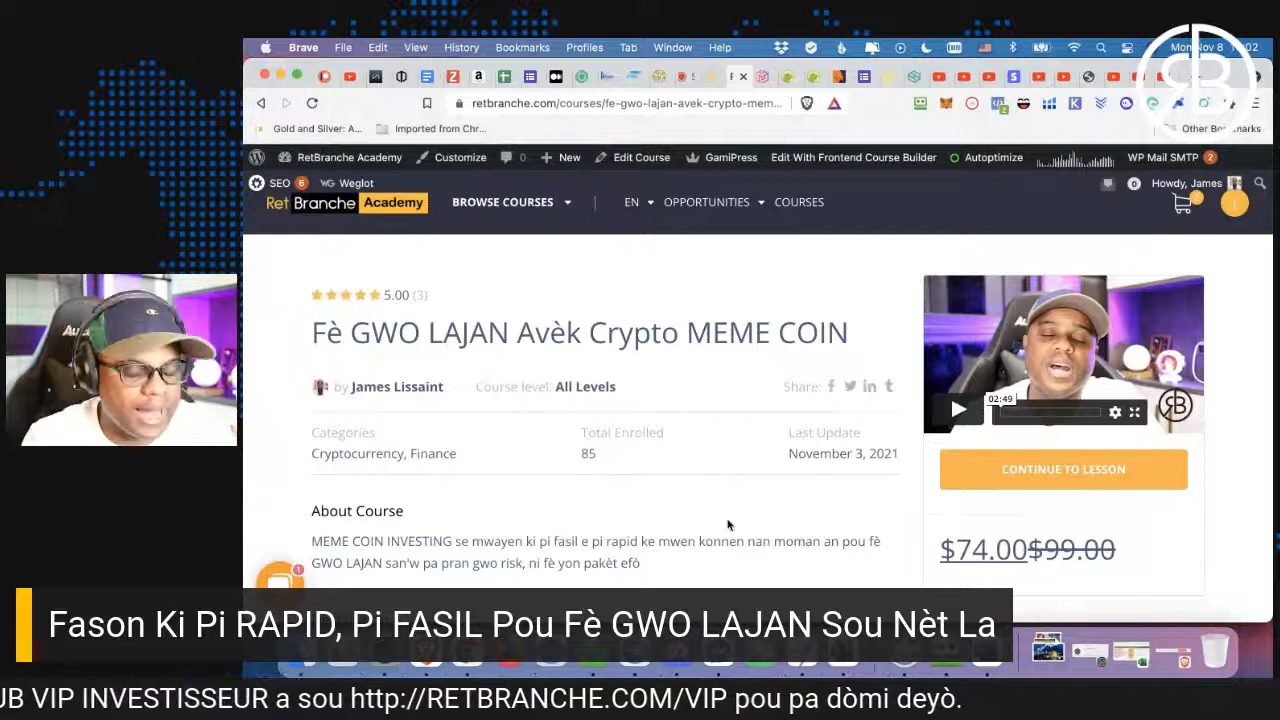 Brave File Edit View History Bookmarks Profiles Tab Window Help
Mon Nov 8
retbranche.com/courses/fe-gwo-lajan-avek-crypto-mem...
Gold and Silver: A... Imported from Chr... Other Bookmarks
RetBranche Academy Customize 0 New Edit Course GamiPress Edit With Frontend Course Builder Autoptimize WP Mail SMTP 2
SEO 6 Weglot 0 Howdy, James
Ret Branche Academy BROWSE COURSES EN OPPORTUNITIES COURSES
5.00 (3)
Fè GWO LAJAN Avèk Crypto MEME COIN
by James Lissaint Course level: All Levels Share:
Categories Total Enrolled Last Update
Cryptocurrency, Finance 85 November 3, 2021
02:49
CONTINUE TO LESSON
$74.00 $99.00
About Course
MEME COIN INVESTING se mwayen ki pi fasil e pi rapid ke mwen konnen nan moman an pou fè
GWO LAJAN san'w pa pran gwo risk, ni fè yon pakèt efò
1
Fason Ki Pi RAPID, Pi FASIL Pou Fè GWO LAJAN Sou Nèt La
UB VIP INVESTISSEUR a sou http://RETBRANCHE.COM/VIP pou pa dòmi deyò.